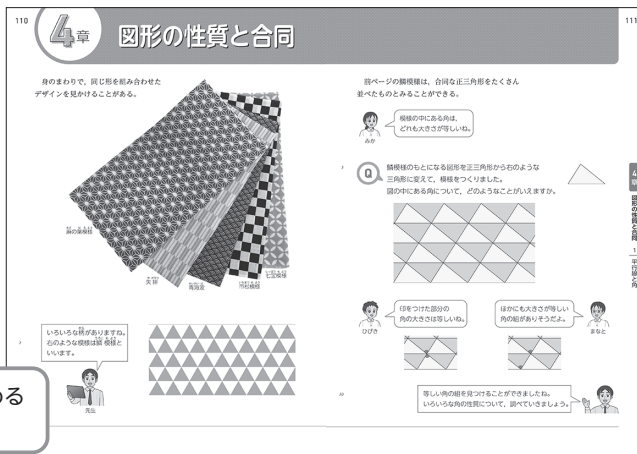 110
4章
図形の性質と合同
身のまわりで，同じ形を組み合わせた
デザインを見かけることがある。
麻の葉模様
矢絣
青海波
市松模様
七宝模様
いろいろな柄がありますね。
右のような模様は鱗模様と
いいます。
先生
わる
111
前ページの鱗模様は，合同な正三角形をたくさん
並べたものとみることができる。
模様の中にある角は，
どれも大きさが等しいね。
みか
5
Q
鱗模様のもとになる図形を正三角形から右のような
三角形に変えて，模様をつくりました。
図の中にある角について，どのようなことがいえますか。
印をつけた部分の
角の大きさは等しいね。
ひびき
ほかにも大きさが等しい
角の組がありそうだよ。
まなと
10
等しい角の組を見つけることができましたね。
いろいろな角の性質について，調べていきましょう。
4章
図形の性質と合同
1
平行線と角